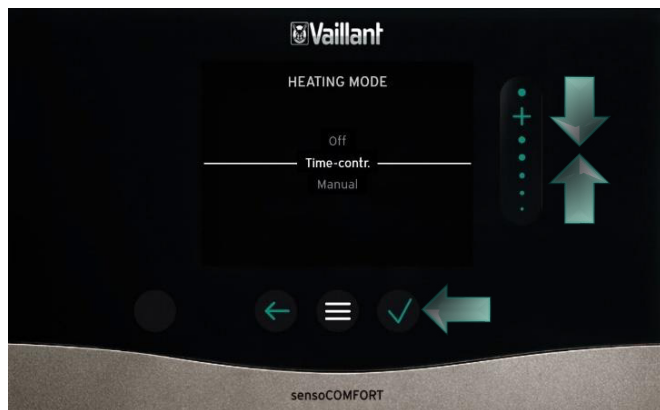 Vaillant
HEATING MODE
Off
Time-contr.
Manual
sensoCOMFORT